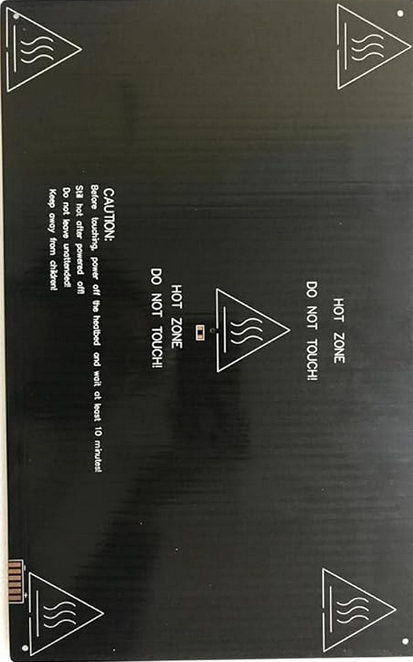 HOT ZONE
DO NOT TOUCH!!
HOT ZONE
DO NOT TOUCH!!
CAUTION:
Before touching, power off the heatbed and wait at least 10 minutes!
Still hot after powered off!
Do not leave unattended!
Keep away from children!
- +